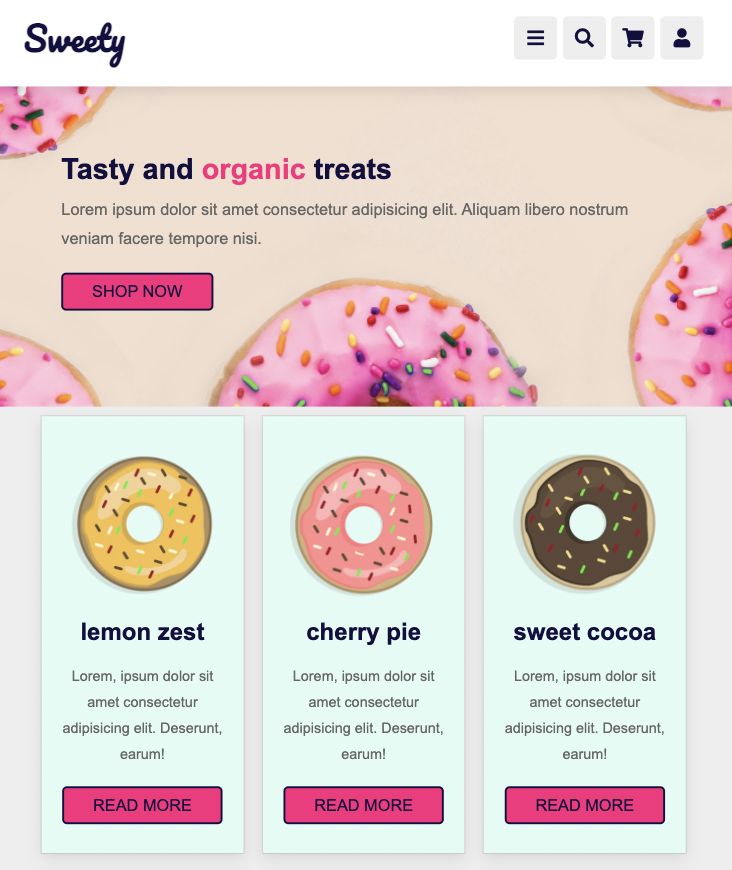 Sweety
Tasty and organic treats
Lorem ipsum dolor sit amet consectetur adipisicing elit. Aliquam libero nostrum
veniam facere tempore nisi.
SHOP NOW
lemon zest
Lorem, ipsum dolor sit
amet consectetur
adipisicing elit. Deserunt,
earum!
READ MORE
cherry pie
Lorem, ipsum dolor sit
amet consectetur
adipisicing elit. Deserunt,
earum!
READ MORE
sweet cocoa
Lorem, ipsum dolor sit
amet consectetur
adipisicing elit. Deserunt,
earum!
READ MORE